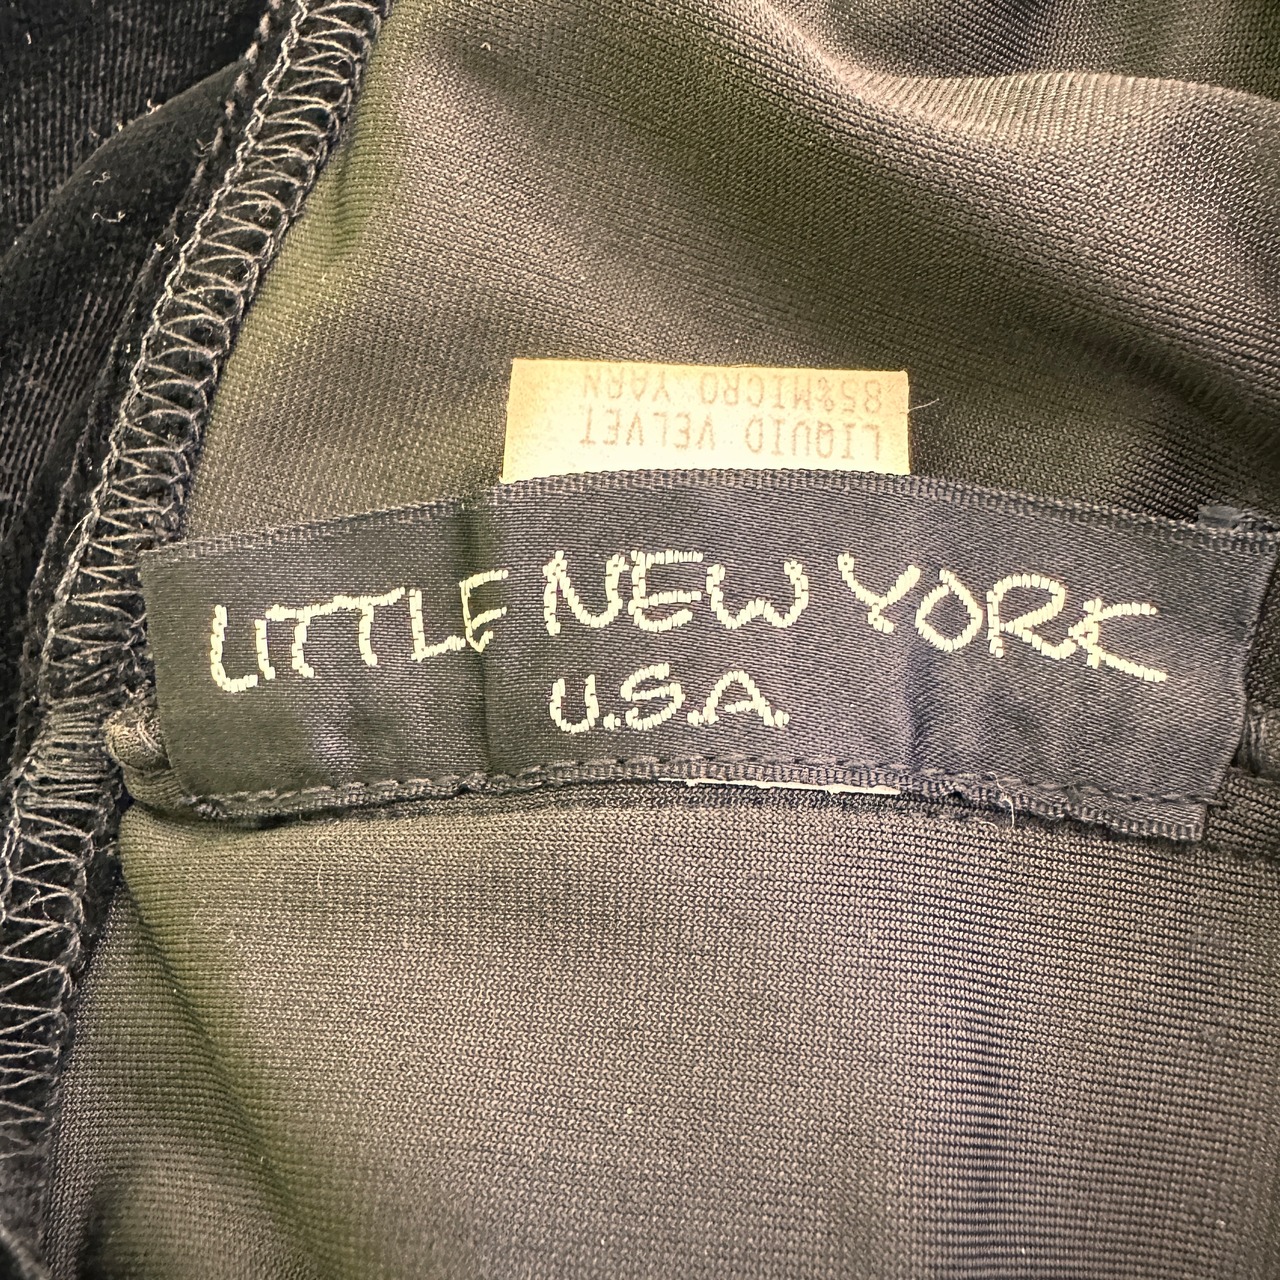 LIQUID VELVET
85%MICRO YARN
LITTLE NEW YORK
U.S.A.